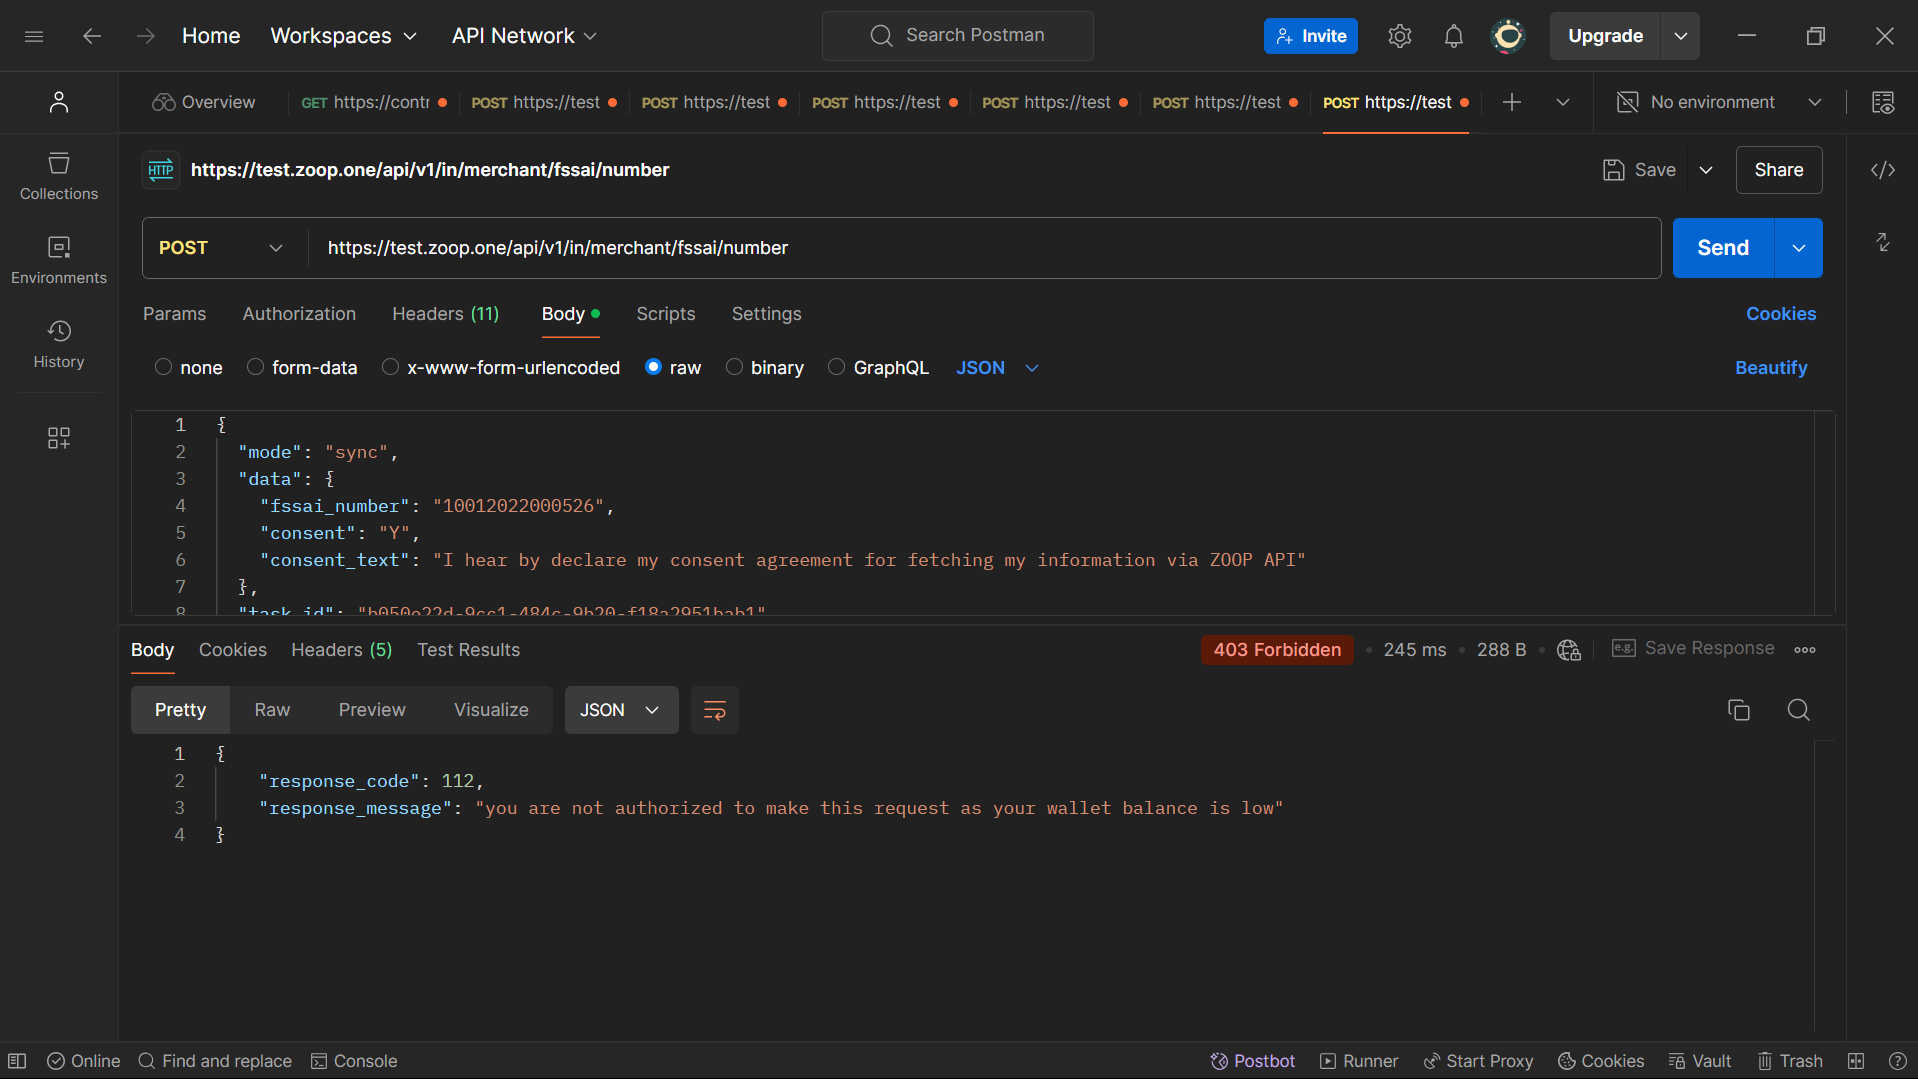 Home Workspaces API Network Search Postman Invite Upgrade
Overview GET https://contr POST https://test POST https://test POST https://test POST https://test POST https://test POST https://test No environment
HTTP https://test.zoop.one/api/v1/in/merchant/fssai/number Save Share
Collections
POST https://test.zoop.one/api/v1/in/merchant/fssai/number Send
Environments
Params Authorization Headers (11) Body Scripts Settings Cookies
History
none form-data x-www-form-urlencoded raw binary GraphQL JSON Beautify
1 {
2 "mode": "sync",
3 "data": {
4 "fssai_number": "10012022000526",
5 "consent": "Y",
6 "consent_text": "I hear by declare my consent agreement for fetching my information via ZOOP API"
7 },
8 "task_id":
Body Cookies Headers (5) Test Results 403 Forbidden • 245 ms • 288 B • e.g. Save Response
Pretty Raw Preview Visualize JSON
1 {
2 "response_code": 112,
3 "response_message": "you are not authorized to make this request as your wallet balance is low"
4 }
Online Find and replace Console Postbot Runner Start Proxy Cookies Vault Trash